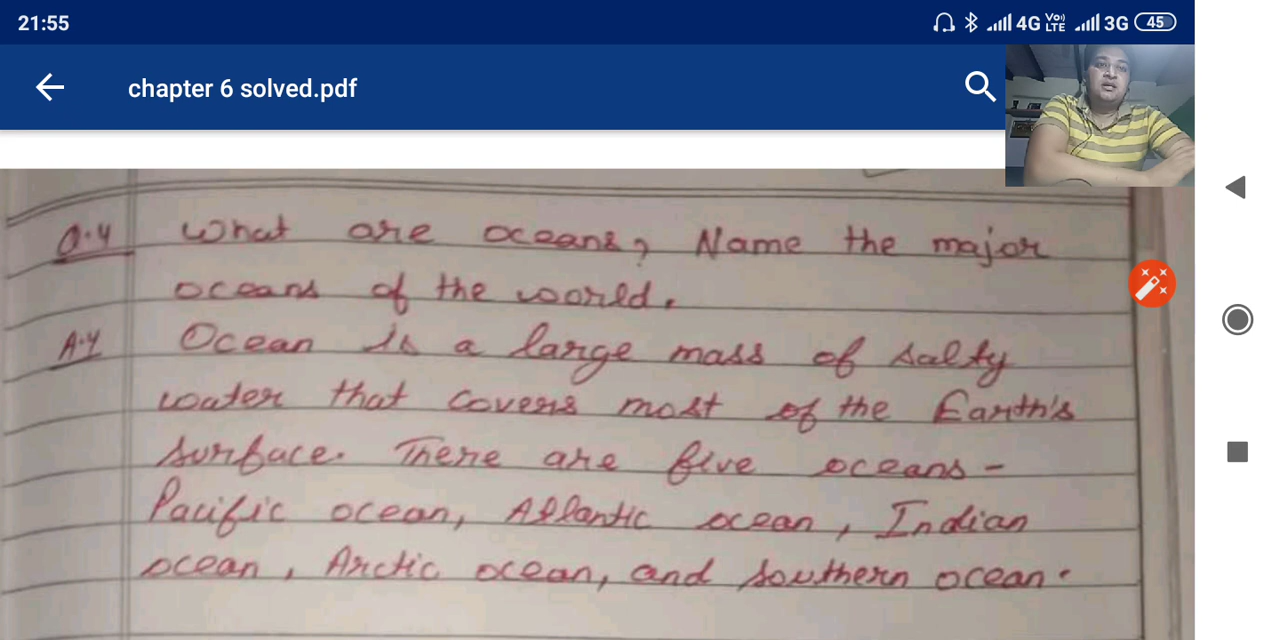 21:55 4G Vo) LTE 3G 45
chapter 6 solved.pdf
Q.4 What are oceans? Name the major
oceans of the world.
A.4 Ocean is a large mass of salty
water that covers most of the Earth's
surface. There are five oceans -
Pacific ocean, Atlantic ocean, Indian
ocean, Arctic ocean, and Southern ocean.